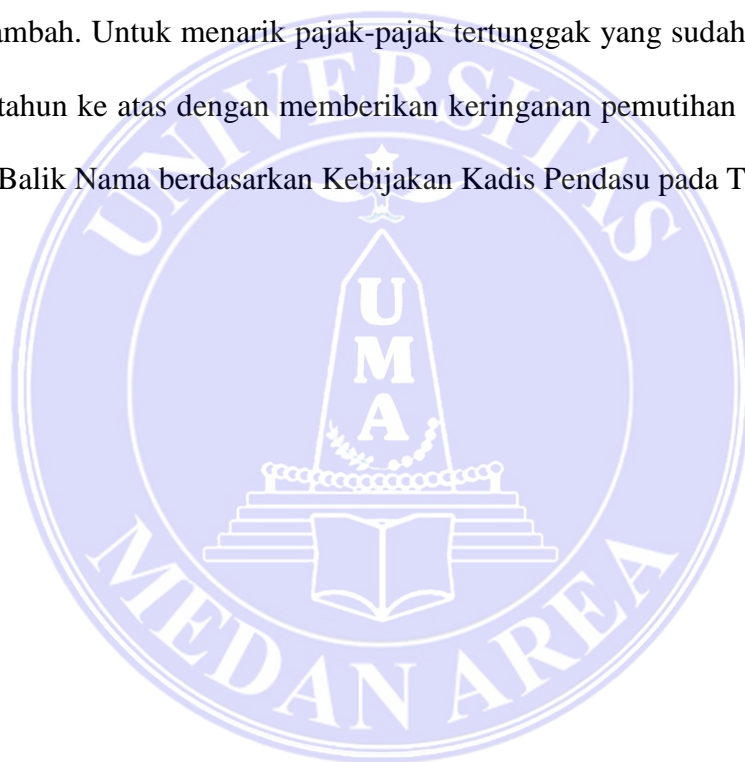 ambah. Untuk menarik pajak-pajak tertunggak yang sudah
tahun ke atas dengan memberikan keringanan pemutihan
Balik Nama berdasarkan Kebijakan Kadis Pendasu pada T
UNIVERSITAS
U
M
A
MEDAN AREA